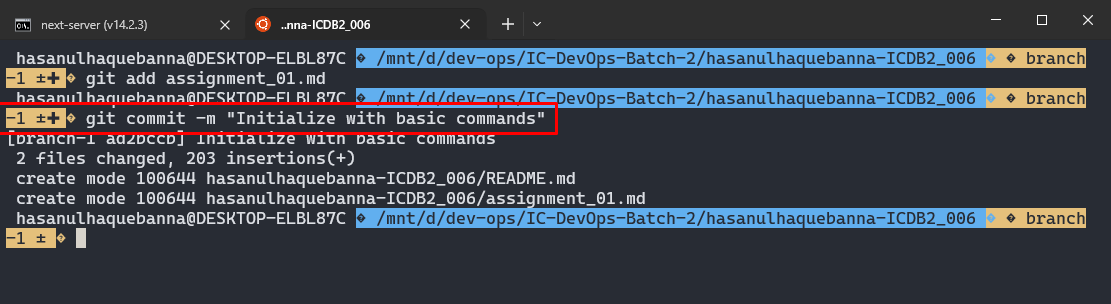 next-server (v14.2.3)
..nna-ICDB2_006
hasanulhaquebanna@DESKTOP-ELBL87C � /mnt/d/dev-ops/IC-DevOps-Batch-2/hasanulhaquebanna-ICDB2_006 � � branch
-1 ±✚ � git add assignment_01.md
hasanulhaquebanna@DESKTOP-ELBL87C � /mnt/d/dev-ops/IC-DevOps-Batch-2/hasanulhaquebanna-ICDB2_006 � � branch
-1 ±✚ � git commit -m "Initialize with basic commands"
[branch-1 ad2bccb] Initialize with basic commands
2 files changed, 203 insertions(+)
create mode 100644 hasanulhaquebanna-ICDB2_006/README.md
create mode 100644 hasanulhaquebanna-ICDB2_006/assignment_01.md
hasanulhaquebanna@DESKTOP-ELBL87C � /mnt/d/dev-ops/IC-DevOps-Batch-2/hasanulhaquebanna-ICDB2_006 � � branch
-1 ± �